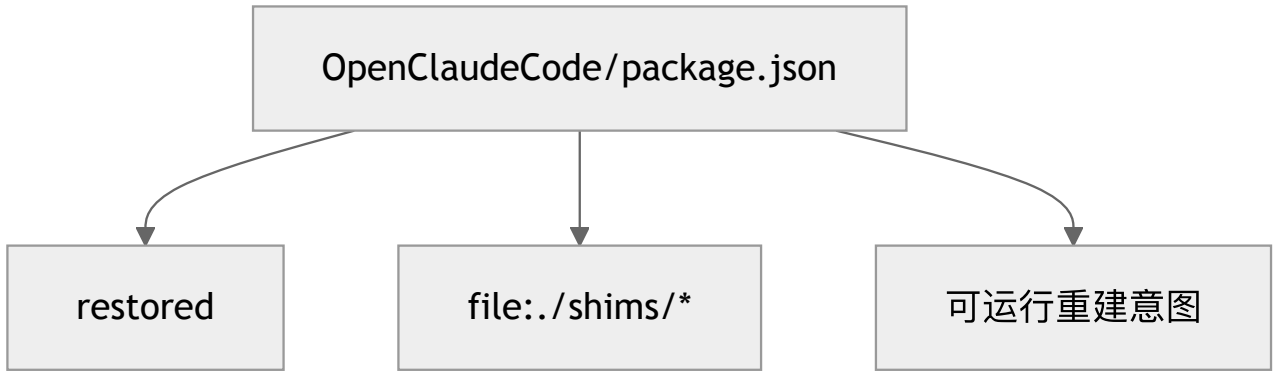 OpenClaudeCode/package.json
restored
file:./shims/*
可运行重建意图